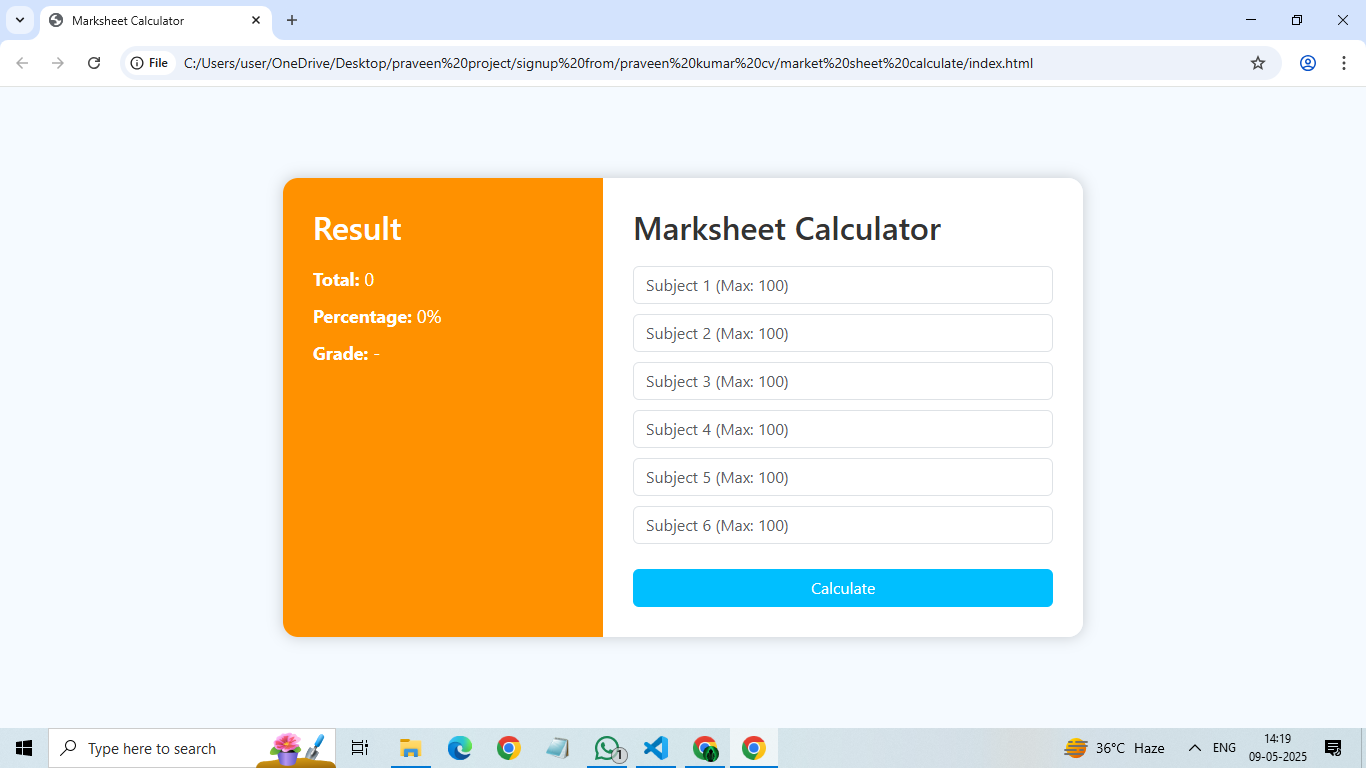 Marksheet Calculator
File C:/Users/user/OneDrive/Desktop/praveen%20project/signup%20from/praveen%20kumar%20cv/market%20sheet%20calculate/index.html
Result
Total: 0
Percentage: 0%
Grade: -
Marksheet Calculator
Subject 1 (Max: 100)
Subject 2 (Max: 100)
Subject 3 (Max: 100)
Subject 4 (Max: 100)
Subject 5 (Max: 100)
Subject 6 (Max: 100)
Calculate
Type here to search
1
36°C Haze
ENG
14:19
09-05-2025